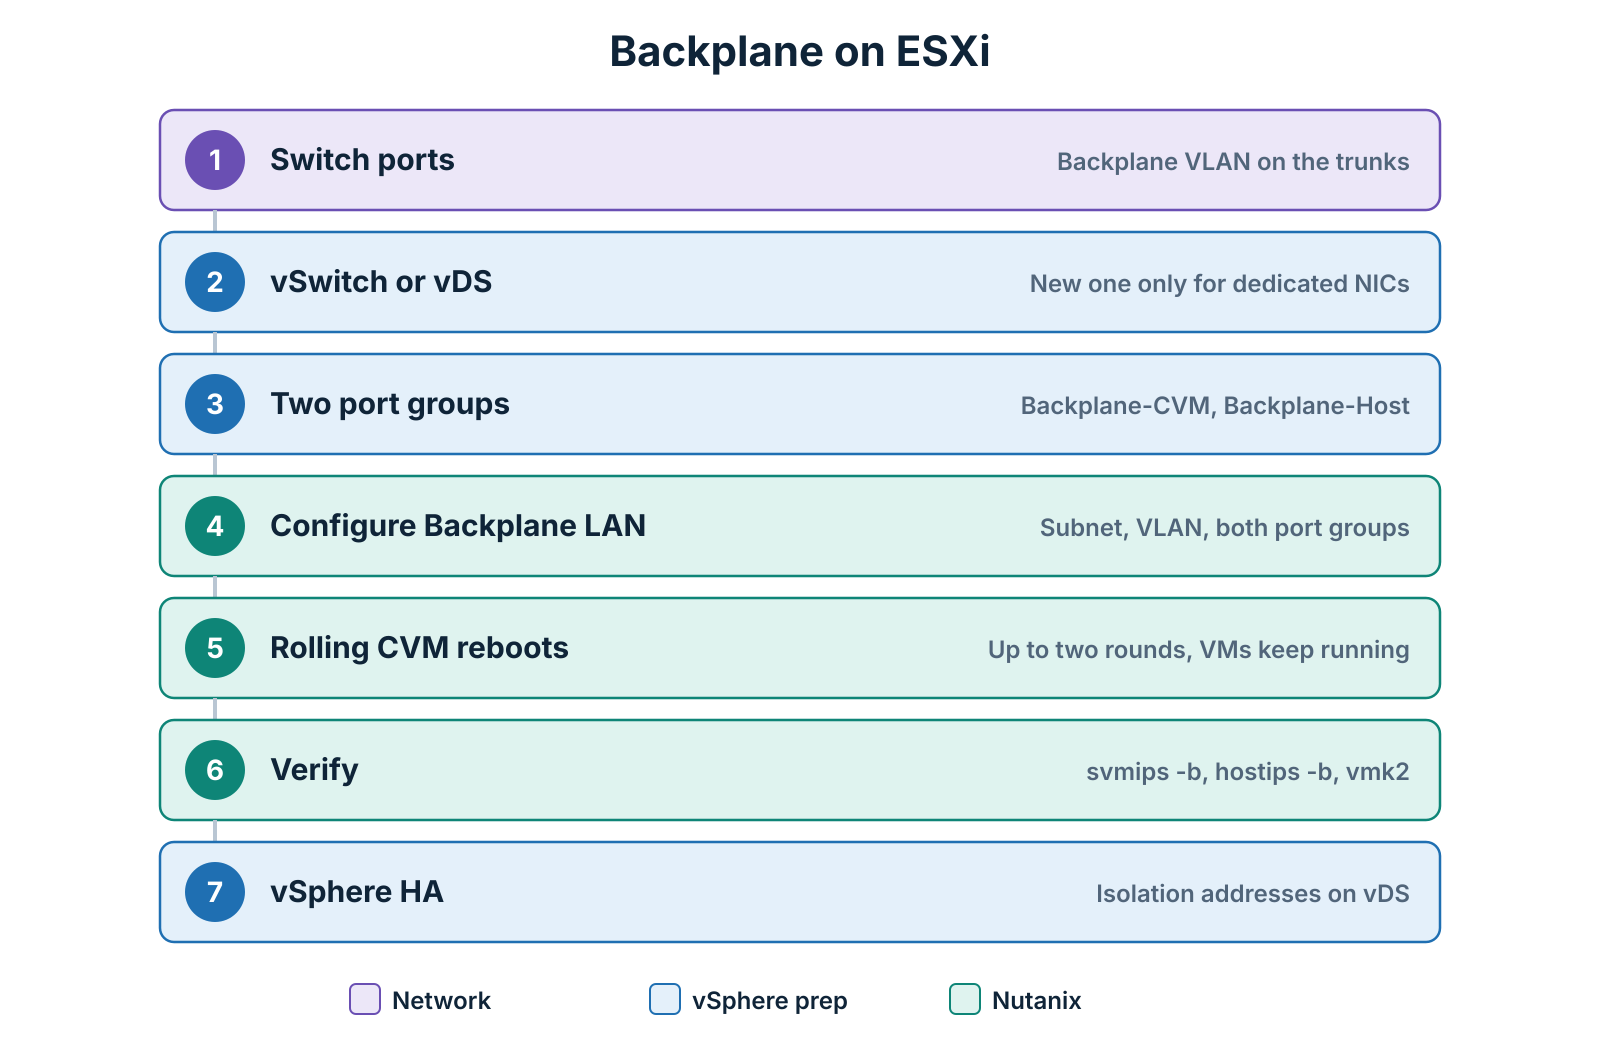 Backplane on ESXi
1 Switch ports Backplane VLAN on the trunks
2 vSwitch or vDS New one only for dedicated NICs
3 Two port groups Backplane-CVM, Backplane-Host
4 Configure Backplane LAN Subnet, VLAN, both port groups
5 Rolling CVM reboots Up to two rounds, VMs keep running
6 Verify svmips -b, hostips -b, vmk2
7 vSphere HA Isolation addresses on vDS
Network vSphere prep Nutanix